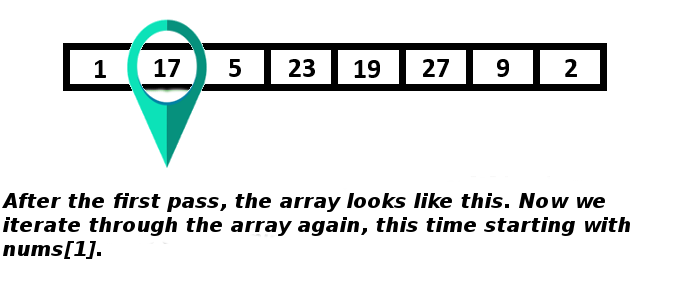 1 17 5 23 19 27 9 2
After the first pass, the array looks like this. Now we
iterate through the array again, this time starting with
nums[1].